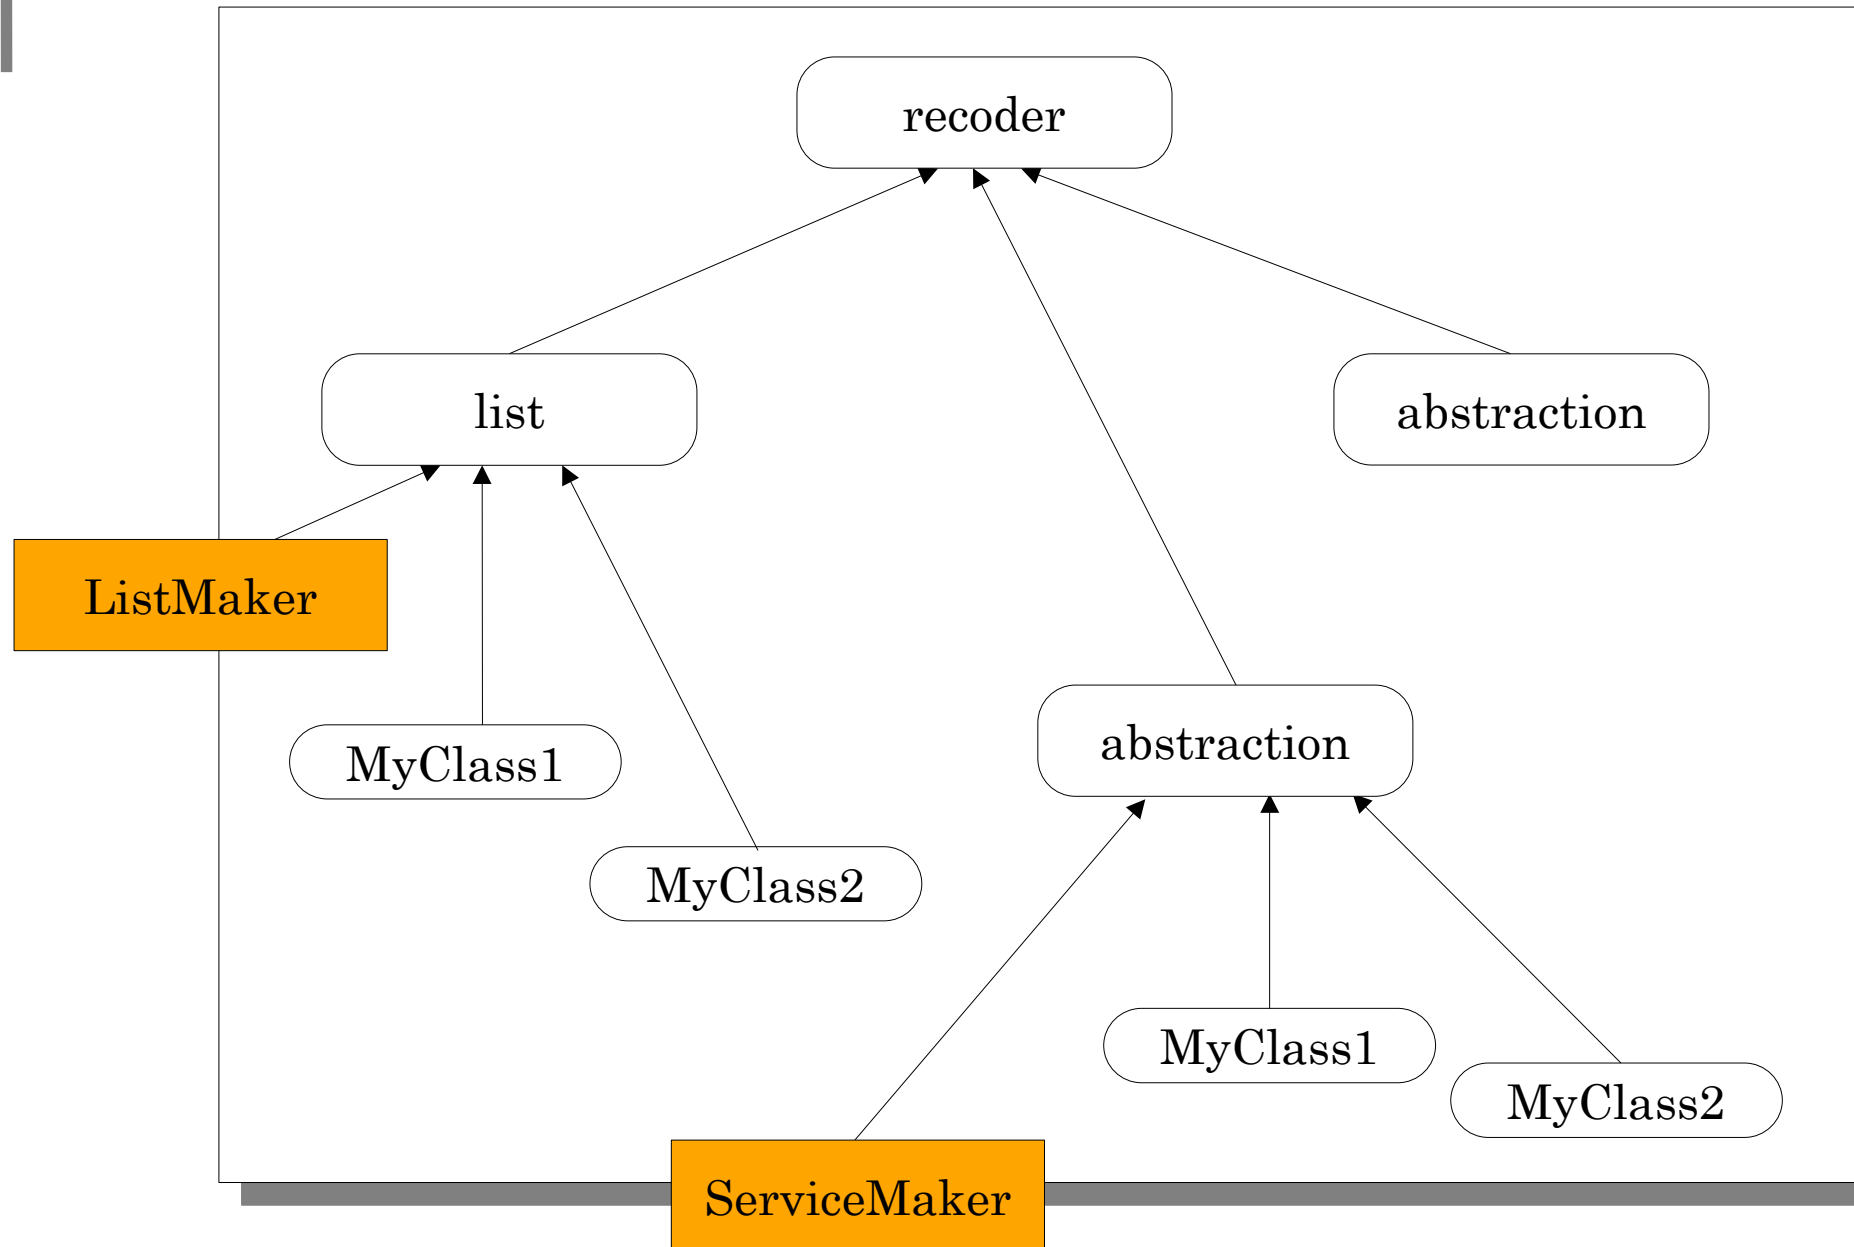 recoder
list
abstraction
ListMaker
MyClass1
abstraction
MyClass2
MyClass1
MyClass2
ServiceMaker